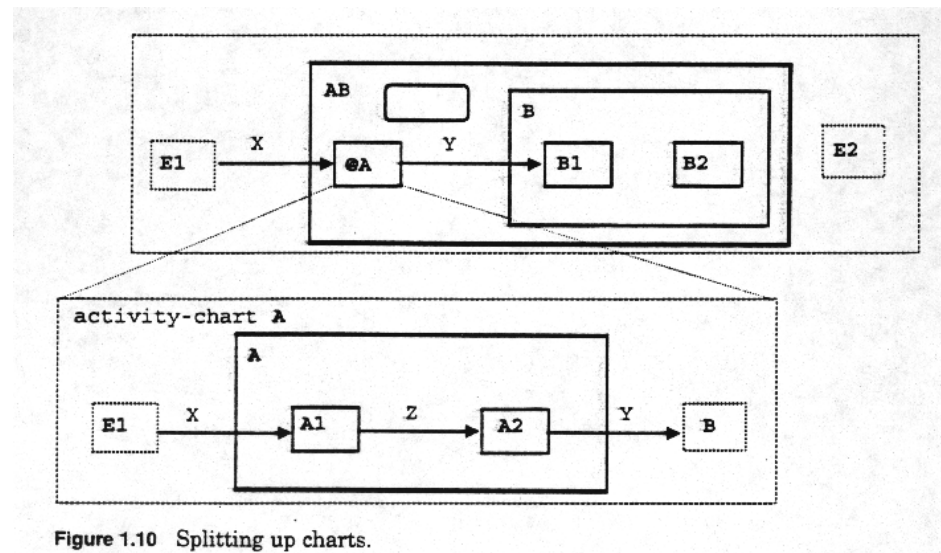 AB
B
E1
X
@A
Y
B1
B2
E2
activity-chart A
A
E1
X
A1
Z
A2
Y
B
Figure 1.10 Splitting up charts.